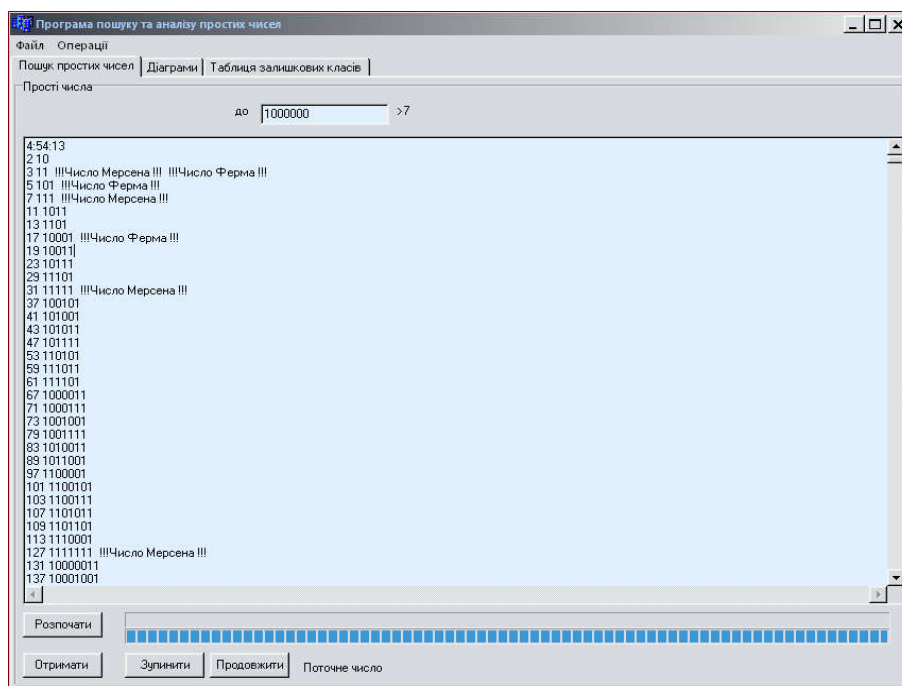 Програма пошуку та аналізу простих чисел
Файл Операції
Пошук простих чисел Діаграми Таблиця залишкових класів
Прості числа
до 1000000 >7
4:54:13
2 10
3 11 !!!Число Мерсена !!! !!!Число Ферма !!!
5 101 !!!Число Ферма !!!
7 111 !!!Число Мерсена !!!
11 1011
13 1101
17 10001 !!!Число Ферма !!!
19 10011
23 10111
29 11101
31 11111 !!!Число Мерсена !!!
37 100101
41 101001
43 101011
47 101111
53 110101
59 111011
61 111101
67 1000011
71 1000111
73 1001001
79 1001111
83 1010011
89 1011001
97 1100001
101 1100101
103 1100111
107 1101011
109 1101101
113 1110001
127 1111111 !!!Число Мерсена !!!
131 10000011
137 10001001
Розпочати
Отримати Зупинити Продовжити Поточне число